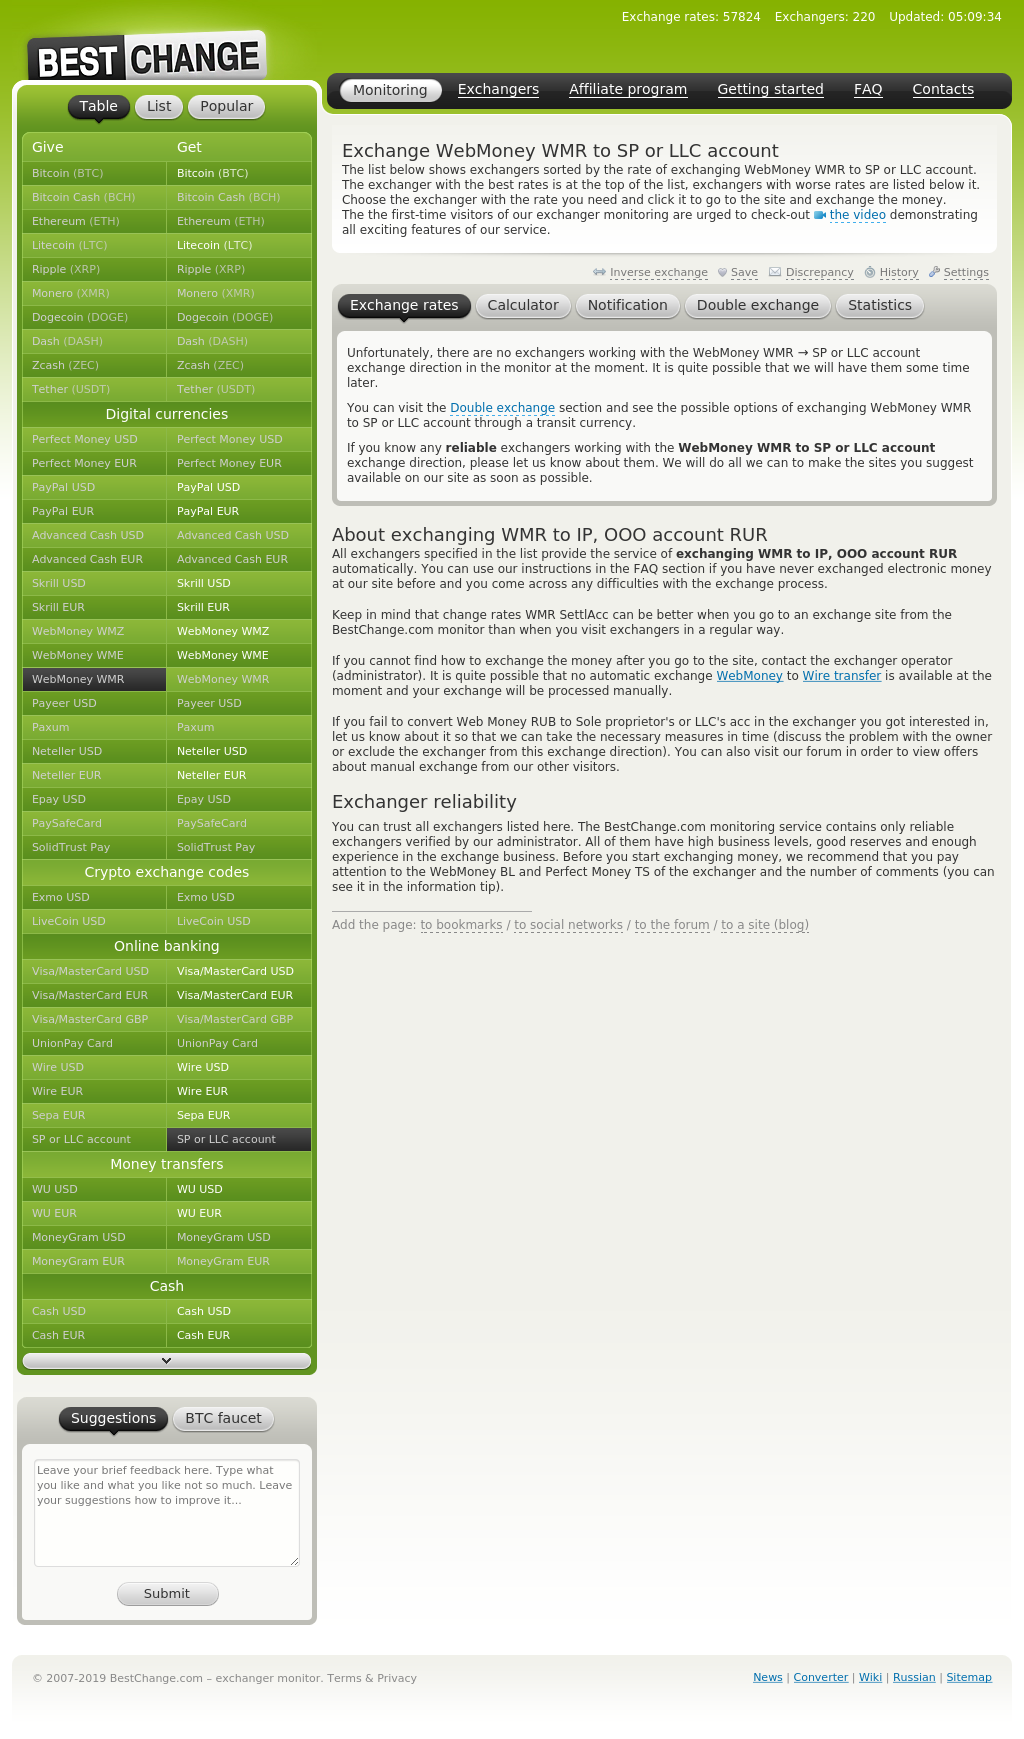 Exchange rates: 57824 Exchangers: 220 Updated: 05:09:34
BEST CHANGE
Monitoring Exchangers Affiliate program Getting started FAQ Contacts
Table List Popular
Give Get
Bitcoin (BTC) Bitcoin (BTC)
Bitcoin Cash (BCH) Bitcoin Cash (BCH)
Ethereum (ETH) Ethereum (ETH)
Litecoin (LTC) Litecoin (LTC)
Ripple (XRP) Ripple (XRP)
Monero (XMR) Monero (XMR)
Dogecoin (DOGE) Dogecoin (DOGE)
Dash (DASH) Dash (DASH)
Zcash (ZEC) Zcash (ZEC)
Tether (USDT) Tether (USDT)
Digital currencies
Perfect Money USD Perfect Money USD
Perfect Money EUR Perfect Money EUR
PayPal USD PayPal USD
PayPal EUR PayPal EUR
Advanced Cash USD Advanced Cash USD
Advanced Cash EUR Advanced Cash EUR
Skrill USD Skrill USD
Skrill EUR Skrill EUR
WebMoney WMZ WebMoney WMZ
WebMoney WME WebMoney WME
WebMoney WMR WebMoney WMR
Payeer USD Payeer USD
Paxum Paxum
Neteller USD Neteller USD
Neteller EUR Neteller EUR
Epay USD Epay USD
PaySafeCard PaySafeCard
SolidTrust Pay SolidTrust Pay
Crypto exchange codes
Exmo USD Exmo USD
LiveCoin USD LiveCoin USD
Online banking
Visa/MasterCard USD Visa/MasterCard USD
Visa/MasterCard EUR Visa/MasterCard EUR
Visa/MasterCard GBP Visa/MasterCard GBP
UnionPay Card UnionPay Card
Wire USD Wire USD
Wire EUR Wire EUR
Sepa EUR Sepa EUR
SP or LLC account SP or LLC account
Money transfers
WU USD WU USD
WU EUR WU EUR
MoneyGram USD MoneyGram USD
MoneyGram EUR MoneyGram EUR
Cash
Cash USD Cash USD
Cash EUR Cash EUR
Suggestions BTC faucet
Leave your brief feedback here. Type what
you like and what you like not so much. Leave
your suggestions how to improve it...
Submit
Exchange WebMoney WMR to SP or LLC account
The list below shows exchangers sorted by the rate of exchanging WebMoney WMR to SP or LLC account.
The exchanger with the best rates is at the top of the list, exchangers with worse rates are listed below it.
Choose the exchanger with the rate you need and click it to go to the site and exchange the money.
The the first-time visitors of our exchanger monitoring are urged to check-out the video demonstrating
all exciting features of our service.
Inverse exchange Save Discrepancy History Settings
Exchange rates Calculator Notification Double exchange Statistics
Unfortunately, there are no exchangers working with the WebMoney WMR → SP or LLC account
exchange direction in the monitor at the moment. It is quite possible that we will have them some time
later.
You can visit the Double exchange section and see the possible options of exchanging WebMoney WMR
to SP or LLC account through a transit currency.
If you know any reliable exchangers working with the WebMoney WMR to SP or LLC account
exchange direction, please let us know about them. We will do all we can to make the sites you suggest
available on our site as soon as possible.
About exchanging WMR to IP, OOO account RUR
All exchangers specified in the list provide the service of exchanging WMR to IP, OOO account RUR
automatically. You can use our instructions in the FAQ section if you have never exchanged electronic money
at our site before and you come across any difficulties with the exchange process.
Keep in mind that change rates WMR SettlAcc can be better when you go to an exchange site from the
BestChange.com monitor than when you visit exchangers in a regular way.
If you cannot find how to exchange the money after you go to the site, contact the exchanger operator
(administrator). It is quite possible that no automatic exchange WebMoney to Wire transfer is available at the
moment and your exchange will be processed manually.
If you fail to convert Web Money RUB to Sole proprietor's or LLC's acc in the exchanger you got interested in,
let us know about it so that we can take the necessary measures in time (discuss the problem with the owner
or exclude the exchanger from this exchange direction). You can also visit our forum in order to view offers
about manual exchange from our other visitors.
Exchanger reliability
You can trust all exchangers listed here. The BestChange.com monitoring service contains only reliable
exchangers verified by our administrator. All of them have high business levels, good reserves and enough
experience in the exchange business. Before you start exchanging money, we recommend that you pay
attention to the WebMoney BL and Perfect Money TS of the exchanger and the number of comments (you can
see it in the information tip).
Add the page: to bookmarks / to social networks / to the forum / to a site (blog)
© 2007-2019 BestChange.com – exchanger monitor. Terms & Privacy
News | Converter | Wiki | Russian | Sitemap